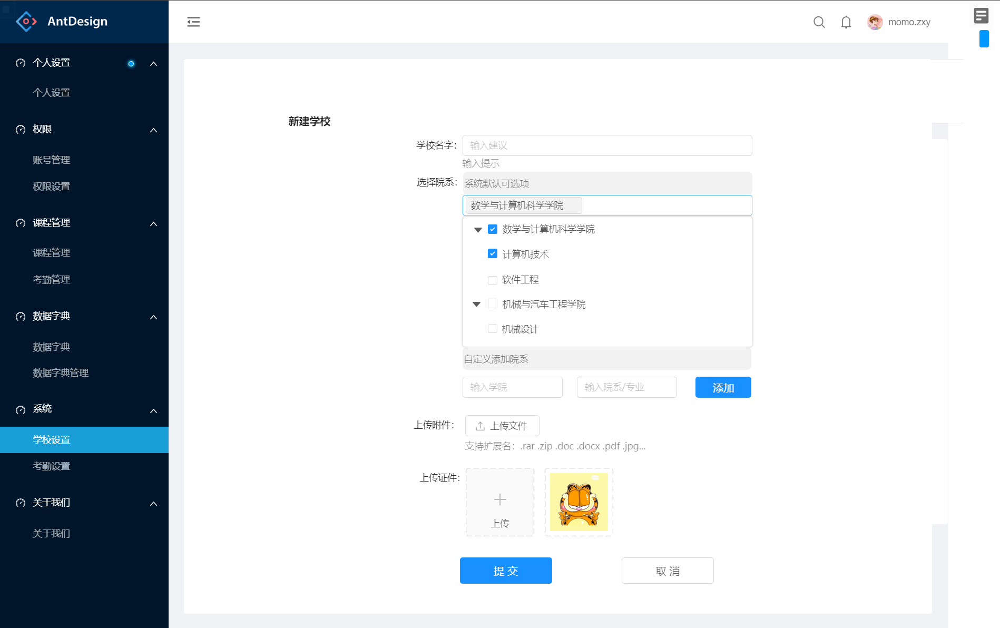 AntDesign
momo.zxy
个人设置
个人设置
权限
账号管理
权限设置
课程管理
课程管理
考勤管理
数据字典
数据字典
数据字典管理
系统
学校设置
考勤设置
关于我们
关于我们
新建学校
学校名字：
输入建议
输入提示
选择院系：
系统默认可选项
数学与计算机科学学院
数学与计算机科学学院
计算机技术
软件工程
机械与汽车工程学院
机械设计
自定义添加院系
输入学院
输入院系/专业
添加
上传附件：
上传文件
支持扩展名：.rar .zip .doc .docx .pdf .jpg...
上传证件：
上传
提 交
取 消